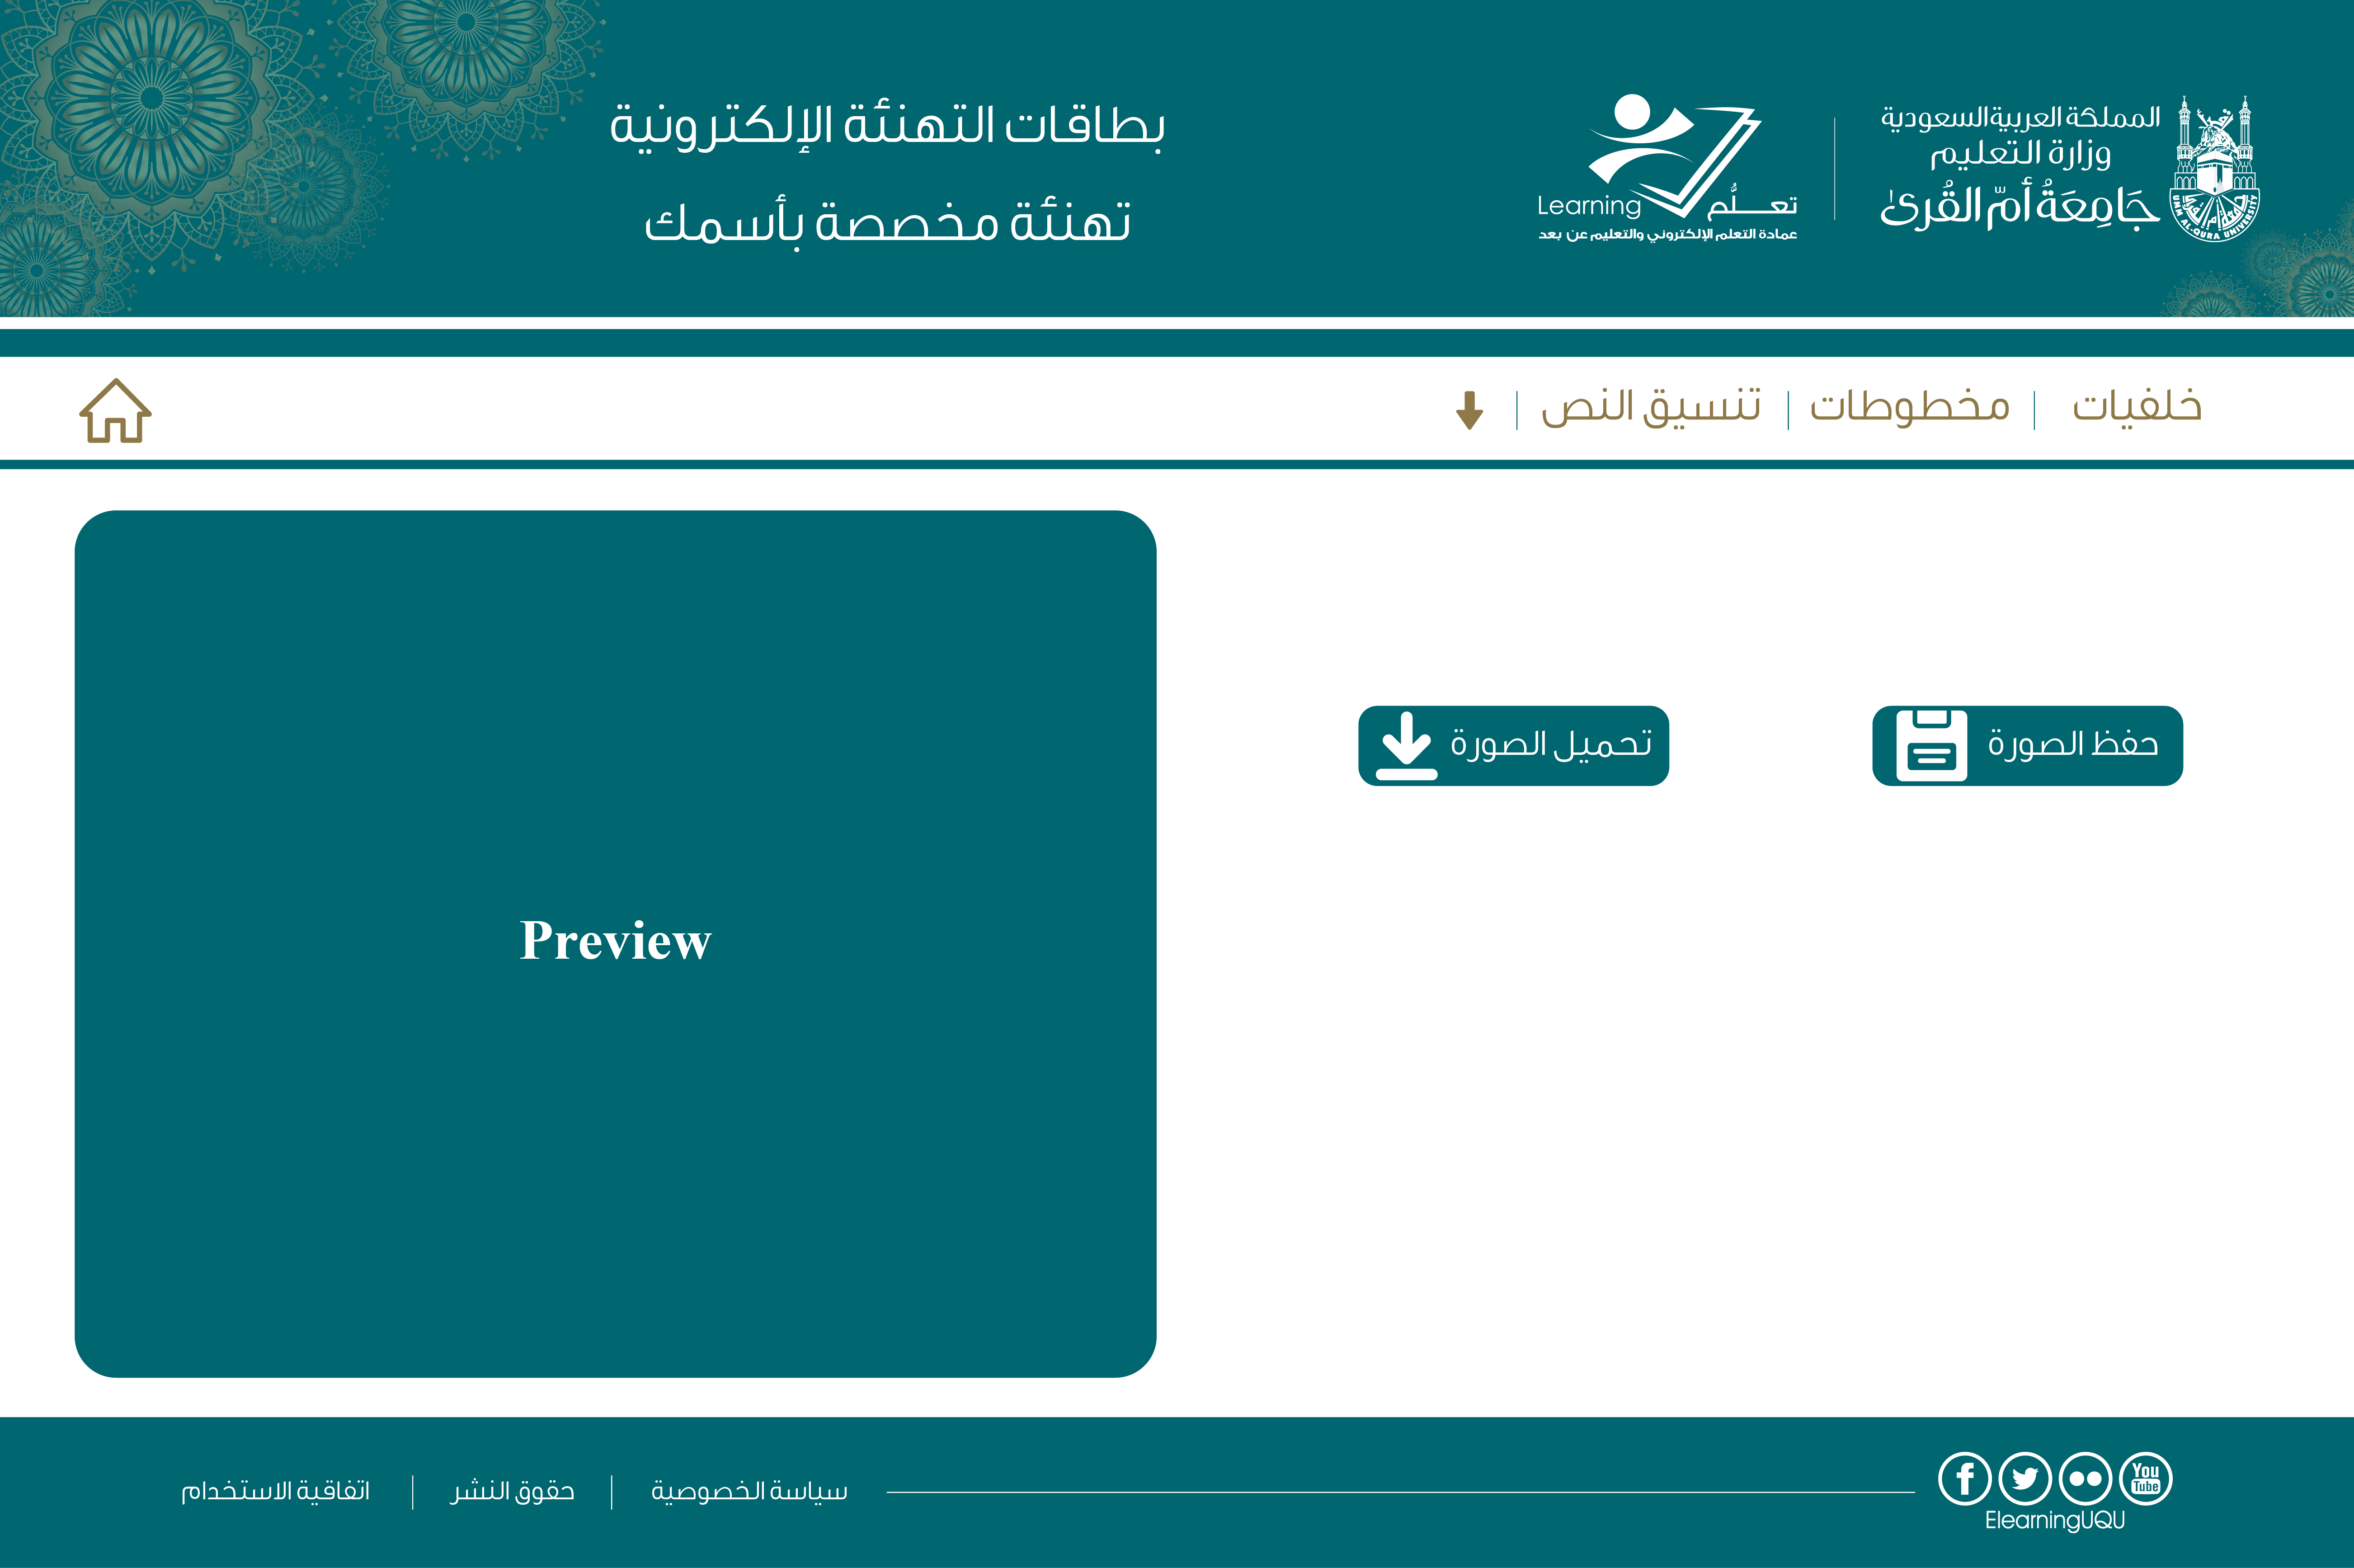 المملكة العربية السعودية
وزارة التعليم
جَامِعَةُ أُمّ القُرىٰ
UMM AL-QURA UNIVERSITY
تعـــلُّم
Learning
عمادة التعلم الإلكتروني والتعليم عن بعد
بطاقات التهنئة الإلكترونية
تهنئة مخصصة بأسمك
خلفيات
مخطوطات
تنسيق النص
حفظ الصورة
تحميل الصورة
Preview
You
Tube
ElearningUQU
سياسة الخصوصية
حقوق النشر
اتفاقية الاستخدام